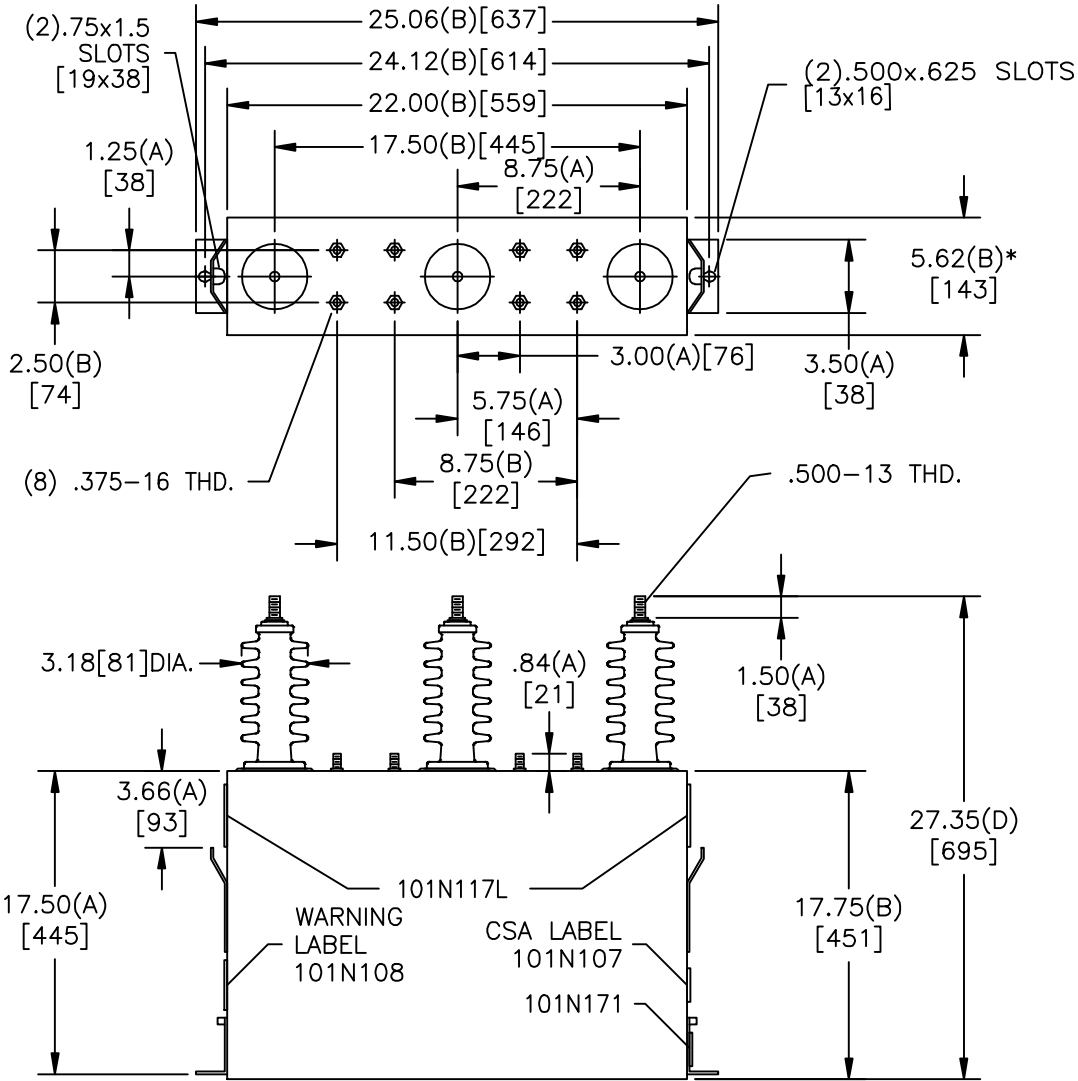 25.06(B)[637]
(2).75x1.5
SLOTS
[19x38]
24.12(B)[614]
(2).500x.625 SLOTS
[13x16]
22.00(B)[559]
17.50(B)[445]
1.25(A)
[38]
8.75(A)
[222]
5.62(B)*
[143]
2.50(B)
[74]
3.00(A)[76]
3.50(A)
[38]
5.75(A)
[146]
(8) .375-16 THD.
8.75(B)
[222]
.500-13 THD.
11.50(B)[292]
3.18[81]DIA.
.84(A)
[21]
1.50(A)
[38]
3.66(A)
[93]
27.35(D)
[695]
101N117L
17.50(A)
[445]
WARNING
LABEL
101N108
CSA LABEL
101N107
17.75(B)
[451]
101N171